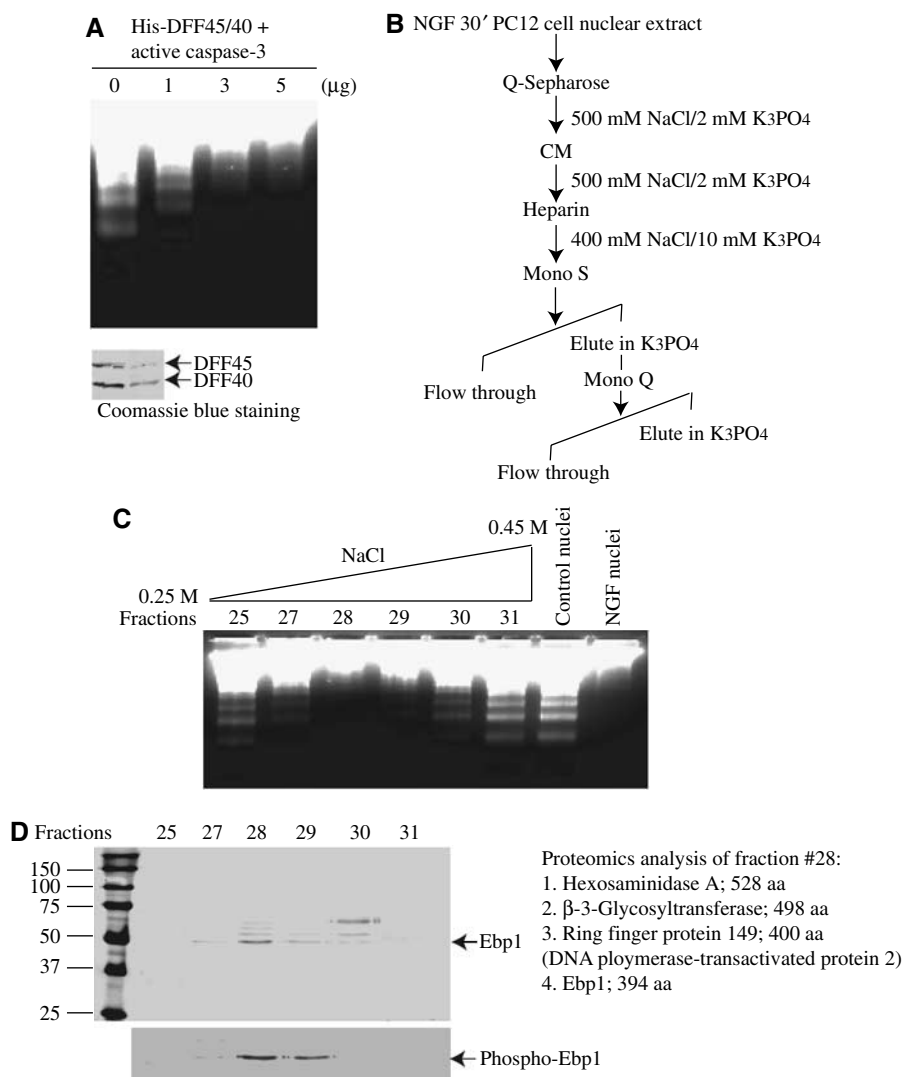 A
His-DFF45/40 +
active caspase-3
0 1 3 5 (µg)
DFF45
DFF40
Coomassie blue staining
B NGF 30′ PC12 cell nuclear extract
Q-Sepharose
500 mM NaCl/2 mM K3PO4
CM
500 mM NaCl/2 mM K3PO4
Heparin
400 mM NaCl/10 mM K3PO4
Mono S
Elute in K3PO4
Flow through
Mono Q
Elute in K3PO4
Flow through
C
0.45 M
NaCl
0.25 M
Control nuclei
NGF nuclei
Fractions 25 27 28 29 30 31
D Fractions 25 27 28 29 30 31
150
100
75
50
37
25
Ebp1
Phospho-Ebp1
Proteomics analysis of fraction #28:
1. Hexosaminidase A; 528 aa
2. β-3-Glycosyltransferase; 498 aa
3. Ring finger protein 149; 400 aa
(DNA ploymerase-transactivated protein 2)
4. Ebp1; 394 aa